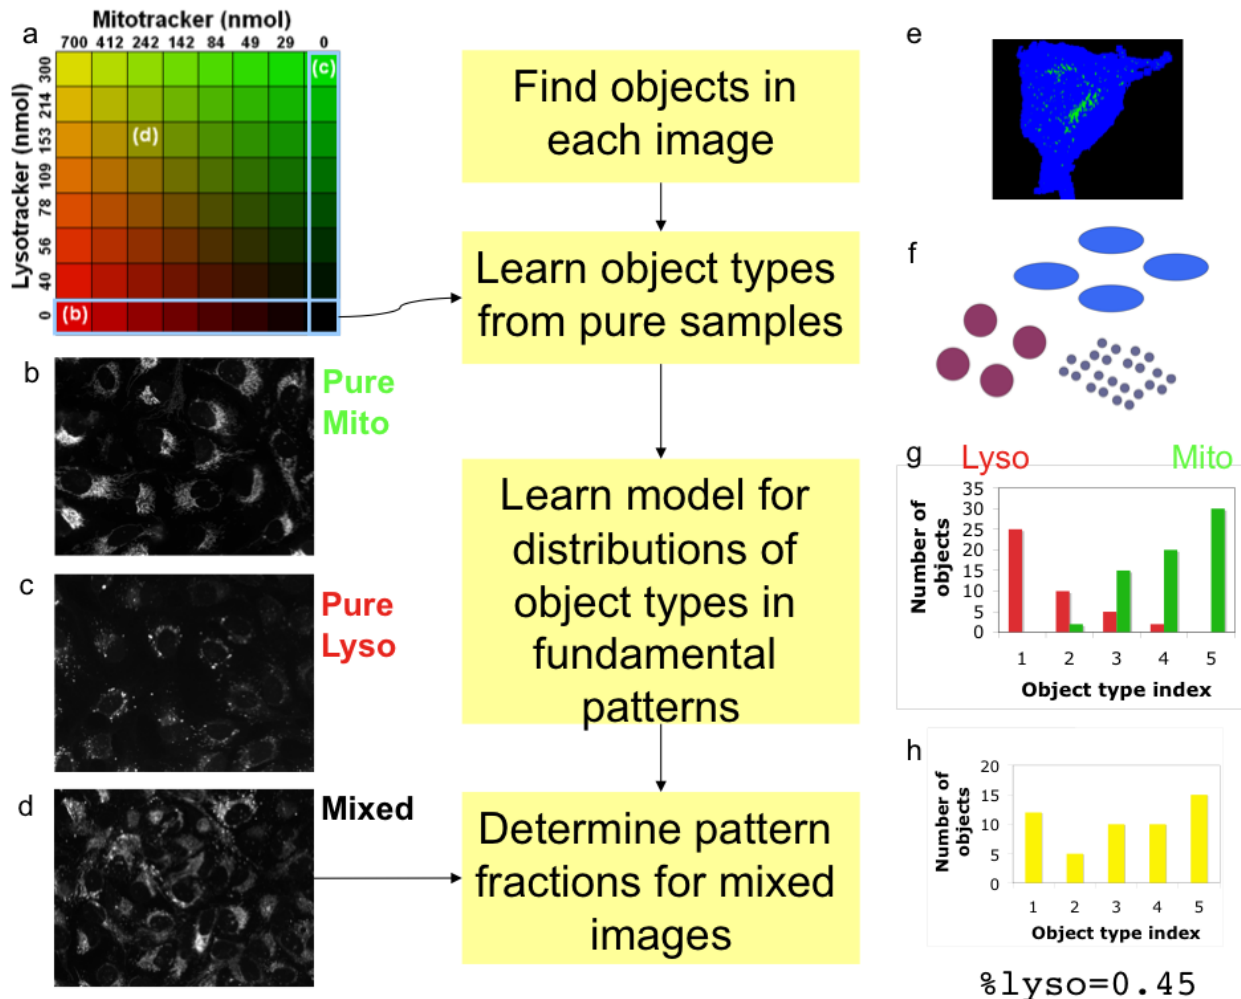 a
Mitotracker (nmol)
700 412 242 142 84 49 29 0
Lysotracker (nmol)
300
214
153
109
78
56
40
0
(c)
(d)
(b)
b
Pure
Mito
c
Pure
Lyso
d
Mixed
Find objects in
each image
Learn object types
from pure samples
Learn model for
distributions of
object types in
fundamental
patterns
Determine pattern
fractions for mixed
images
e
f
g
Lyso Mito
Number of
objects
35
30
25
20
15
10
5
0
1 2 3 4 5
Object type index
h
Number of
objects
20
15
10
5
0
1 2 3 4 5
Object type index
%lyso=0.45